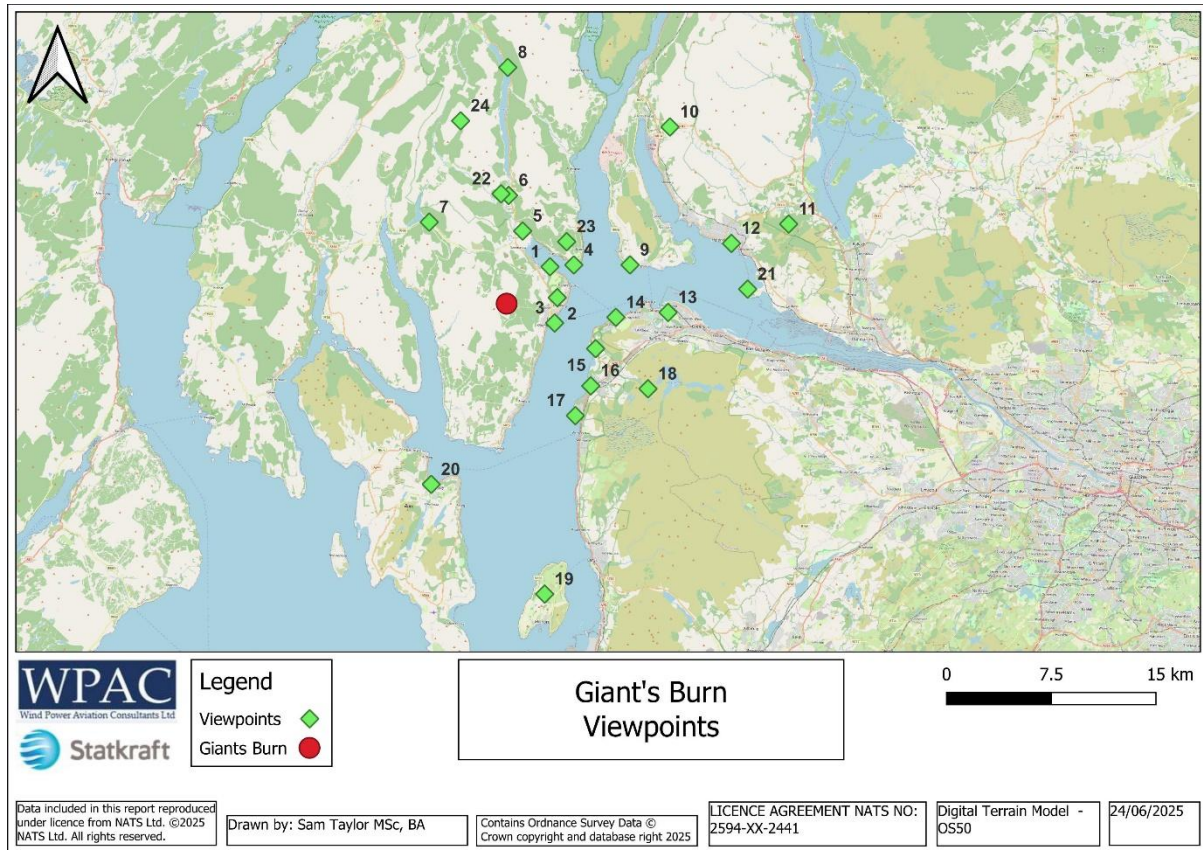 8
24
10
22
6
7
5
23
11
12
1
4
9
21
3
2
14
13
15
16
18
17
20
19
WPAC
Wind Power Aviation Consultants Ltd
Statkraft
Legend
Viewpoints
Giants Burn
Giant's Burn
Viewpoints
0 7.5 15 km
Data included in this report reproduced
under licence from NATS Ltd. ©2025
NATS Ltd. All rights reserved.
Drawn by: Sam Taylor MSc, BA
Contains Ordnance Survey Data ©
Crown copyright and database right 2025
LICENCE AGREEMENT NATS NO:
2594-XX-2441
Digital Terrain Model -
OS50
24/06/2025